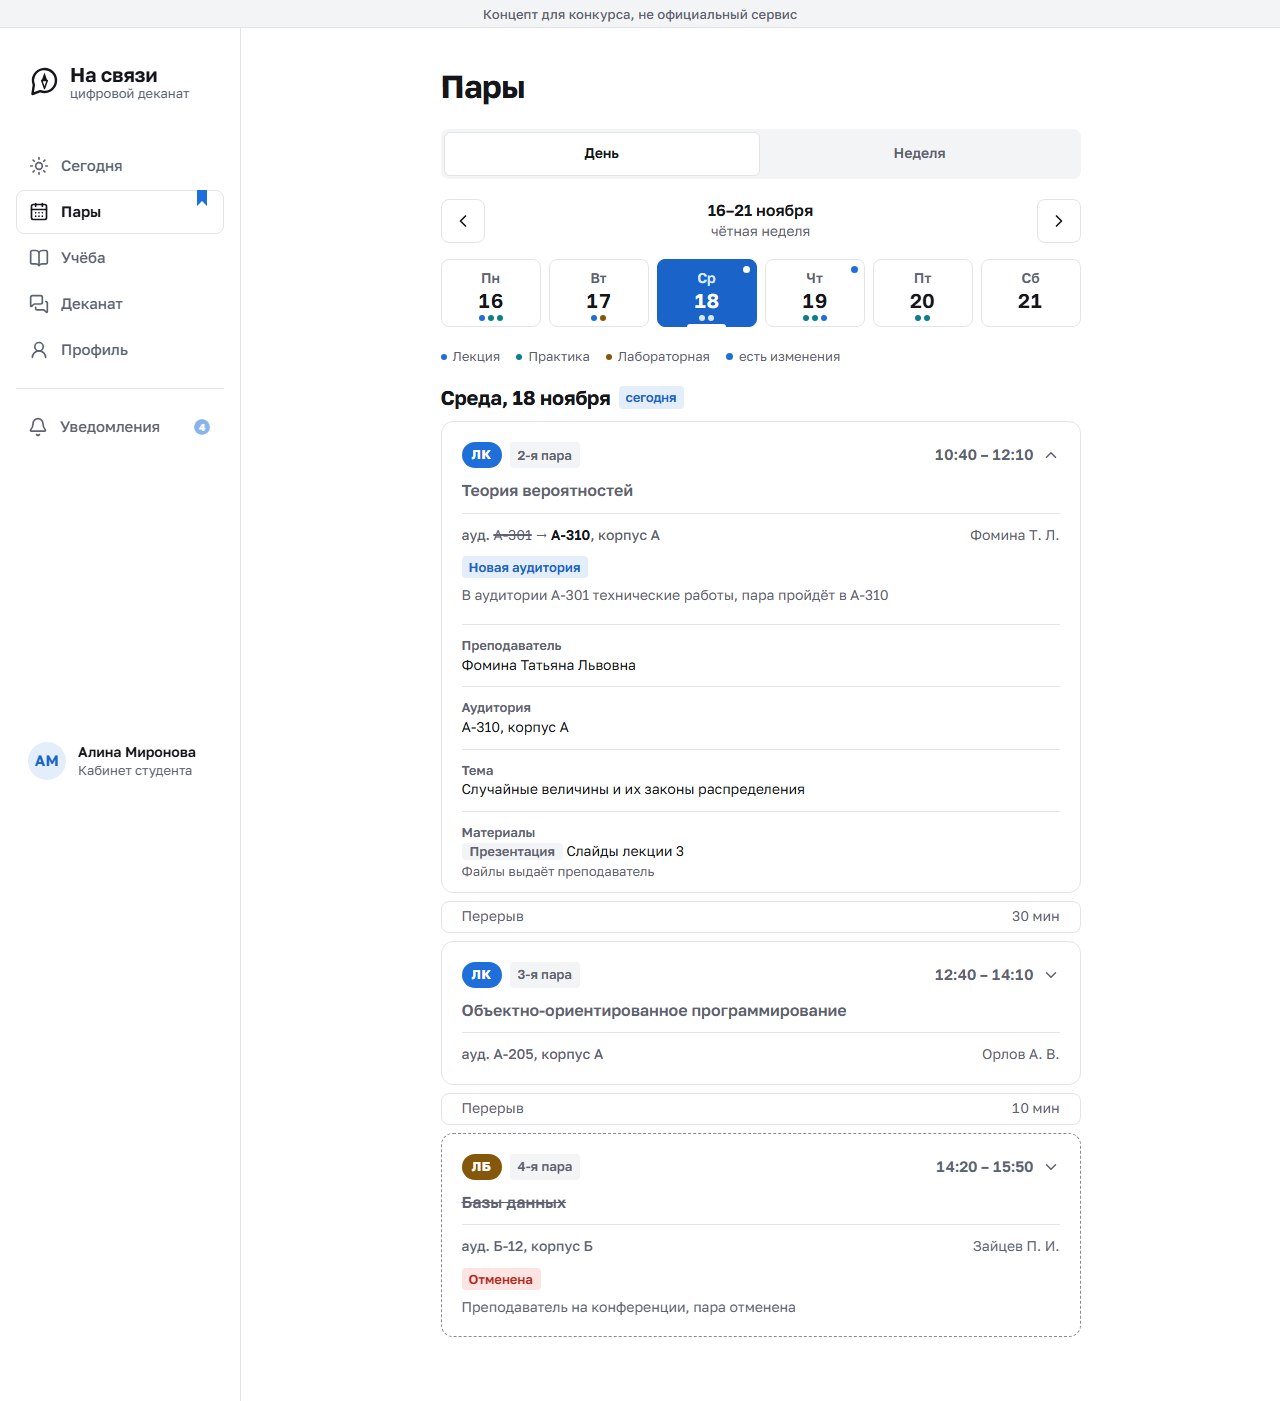 Концепт для конкурса, не официальный сервис
На связи
цифровой деканат
Сегодня
Пары
Учёба
Деканат
Профиль
Уведомления 4
АМ
Алина Миронова
Кабинет студента
Пары
День Неделя
16–21 ноября
чётная неделя
Пн Вт Ср Чт Пт Сб
16 17 18 19 20 21
Лекция Практика Лабораторная есть изменения
Среда, 18 ноября сегодня
ЛК 2-я пара 10:40 – 12:10
Теория вероятностей
ауд. А-301 → А-310, корпус А Фомина Т. Л.
Новая аудитория
В аудитории А-301 технические работы, пара пройдёт в А-310
Преподаватель
Фомина Татьяна Львовна
Аудитория
А-310, корпус А
Тема
Случайные величины и их законы распределения
Материалы
Презентация Слайды лекции 3
Файлы выдаёт преподаватель
Перерыв 30 мин
ЛК 3-я пара 12:40 – 14:10
Объектно-ориентированное программирование
ауд. А-205, корпус А Орлов А. В.
Перерыв 10 мин
ЛБ 4-я пара 14:20 – 15:50
Базы данных
ауд. Б-12, корпус Б Зайцев П. И.
Отменена
Преподаватель на конференции, пара отменена